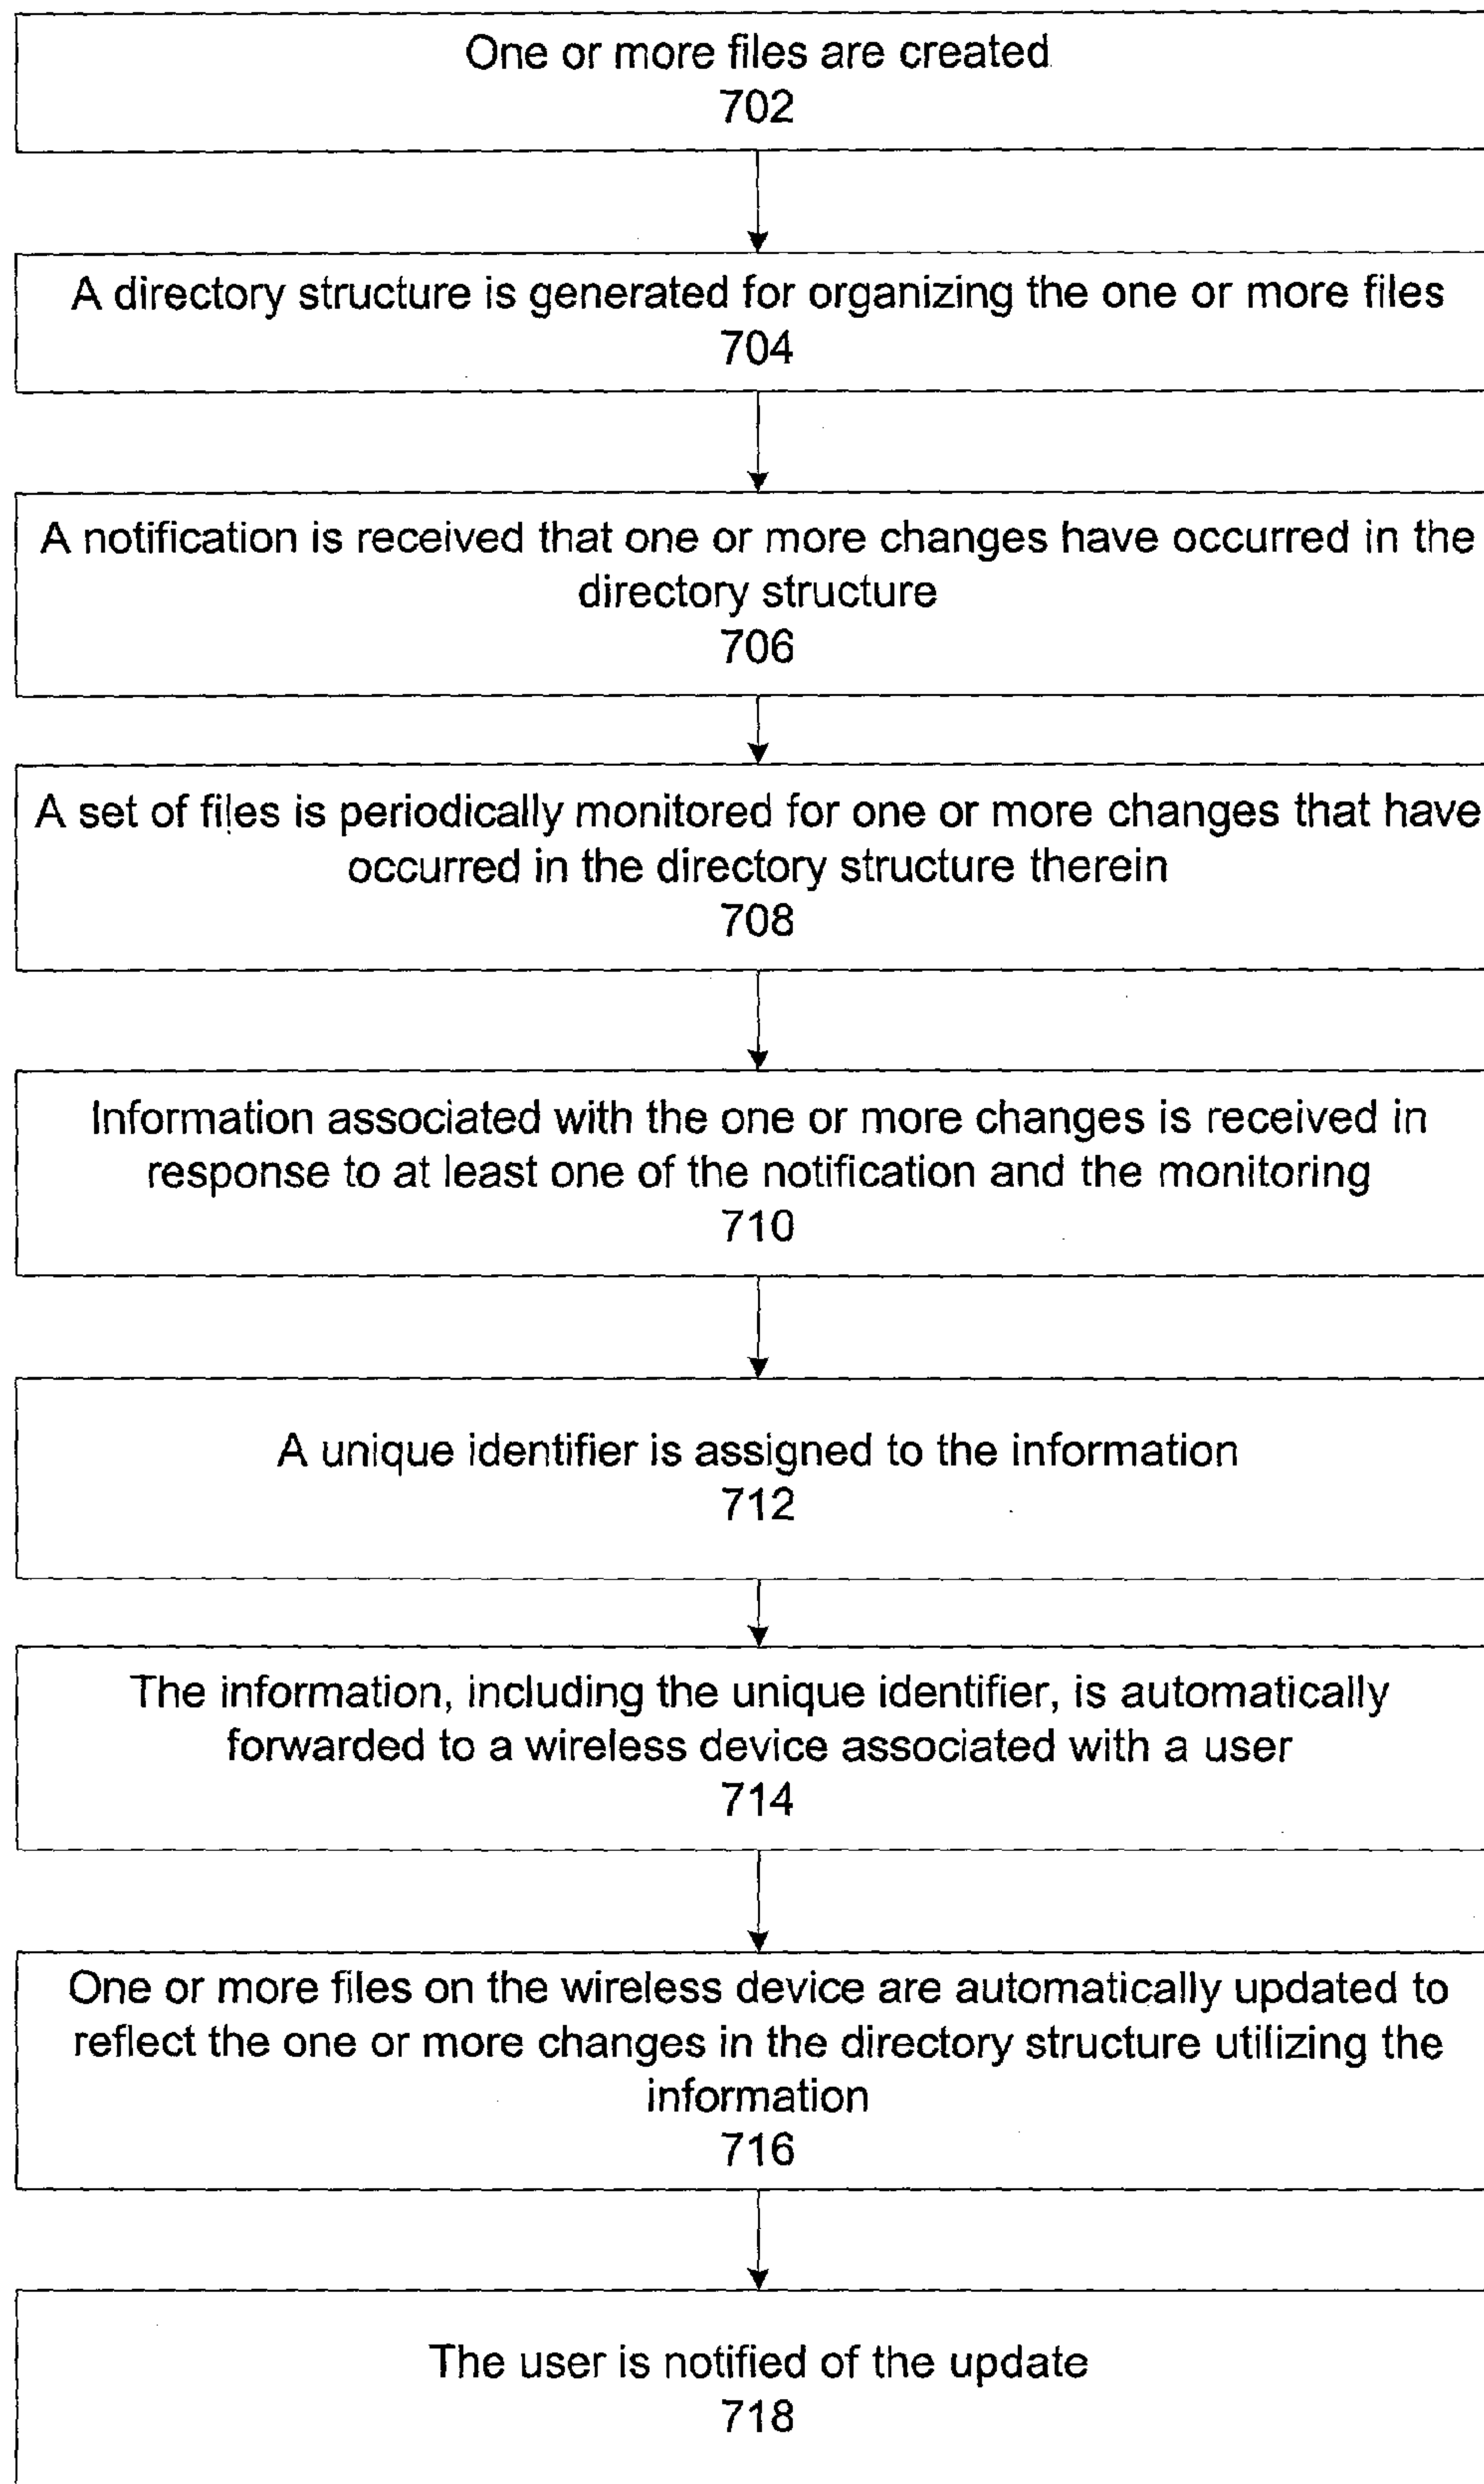 One or more files are created
702
A directory structure is generated for organizing the one or more files
704
A notification is received that one or more changes have occurred in the
directory structure
706
A set of files is periodically monitored for one or more changes that have
occurred in the directory structure therein
708
Information associated with the one or more changes is received in
response to at least one of the notification and the monitoring
710
A unique identifier is assigned to the information
712
The information, including the unique identifier, is automatically
forwarded to a wireless device associated with a user
714
One or more files on the wireless device are automatically updated to
reflect the one or more changes in the directory structure utilizing the
information
716
The user is notified of the update
718